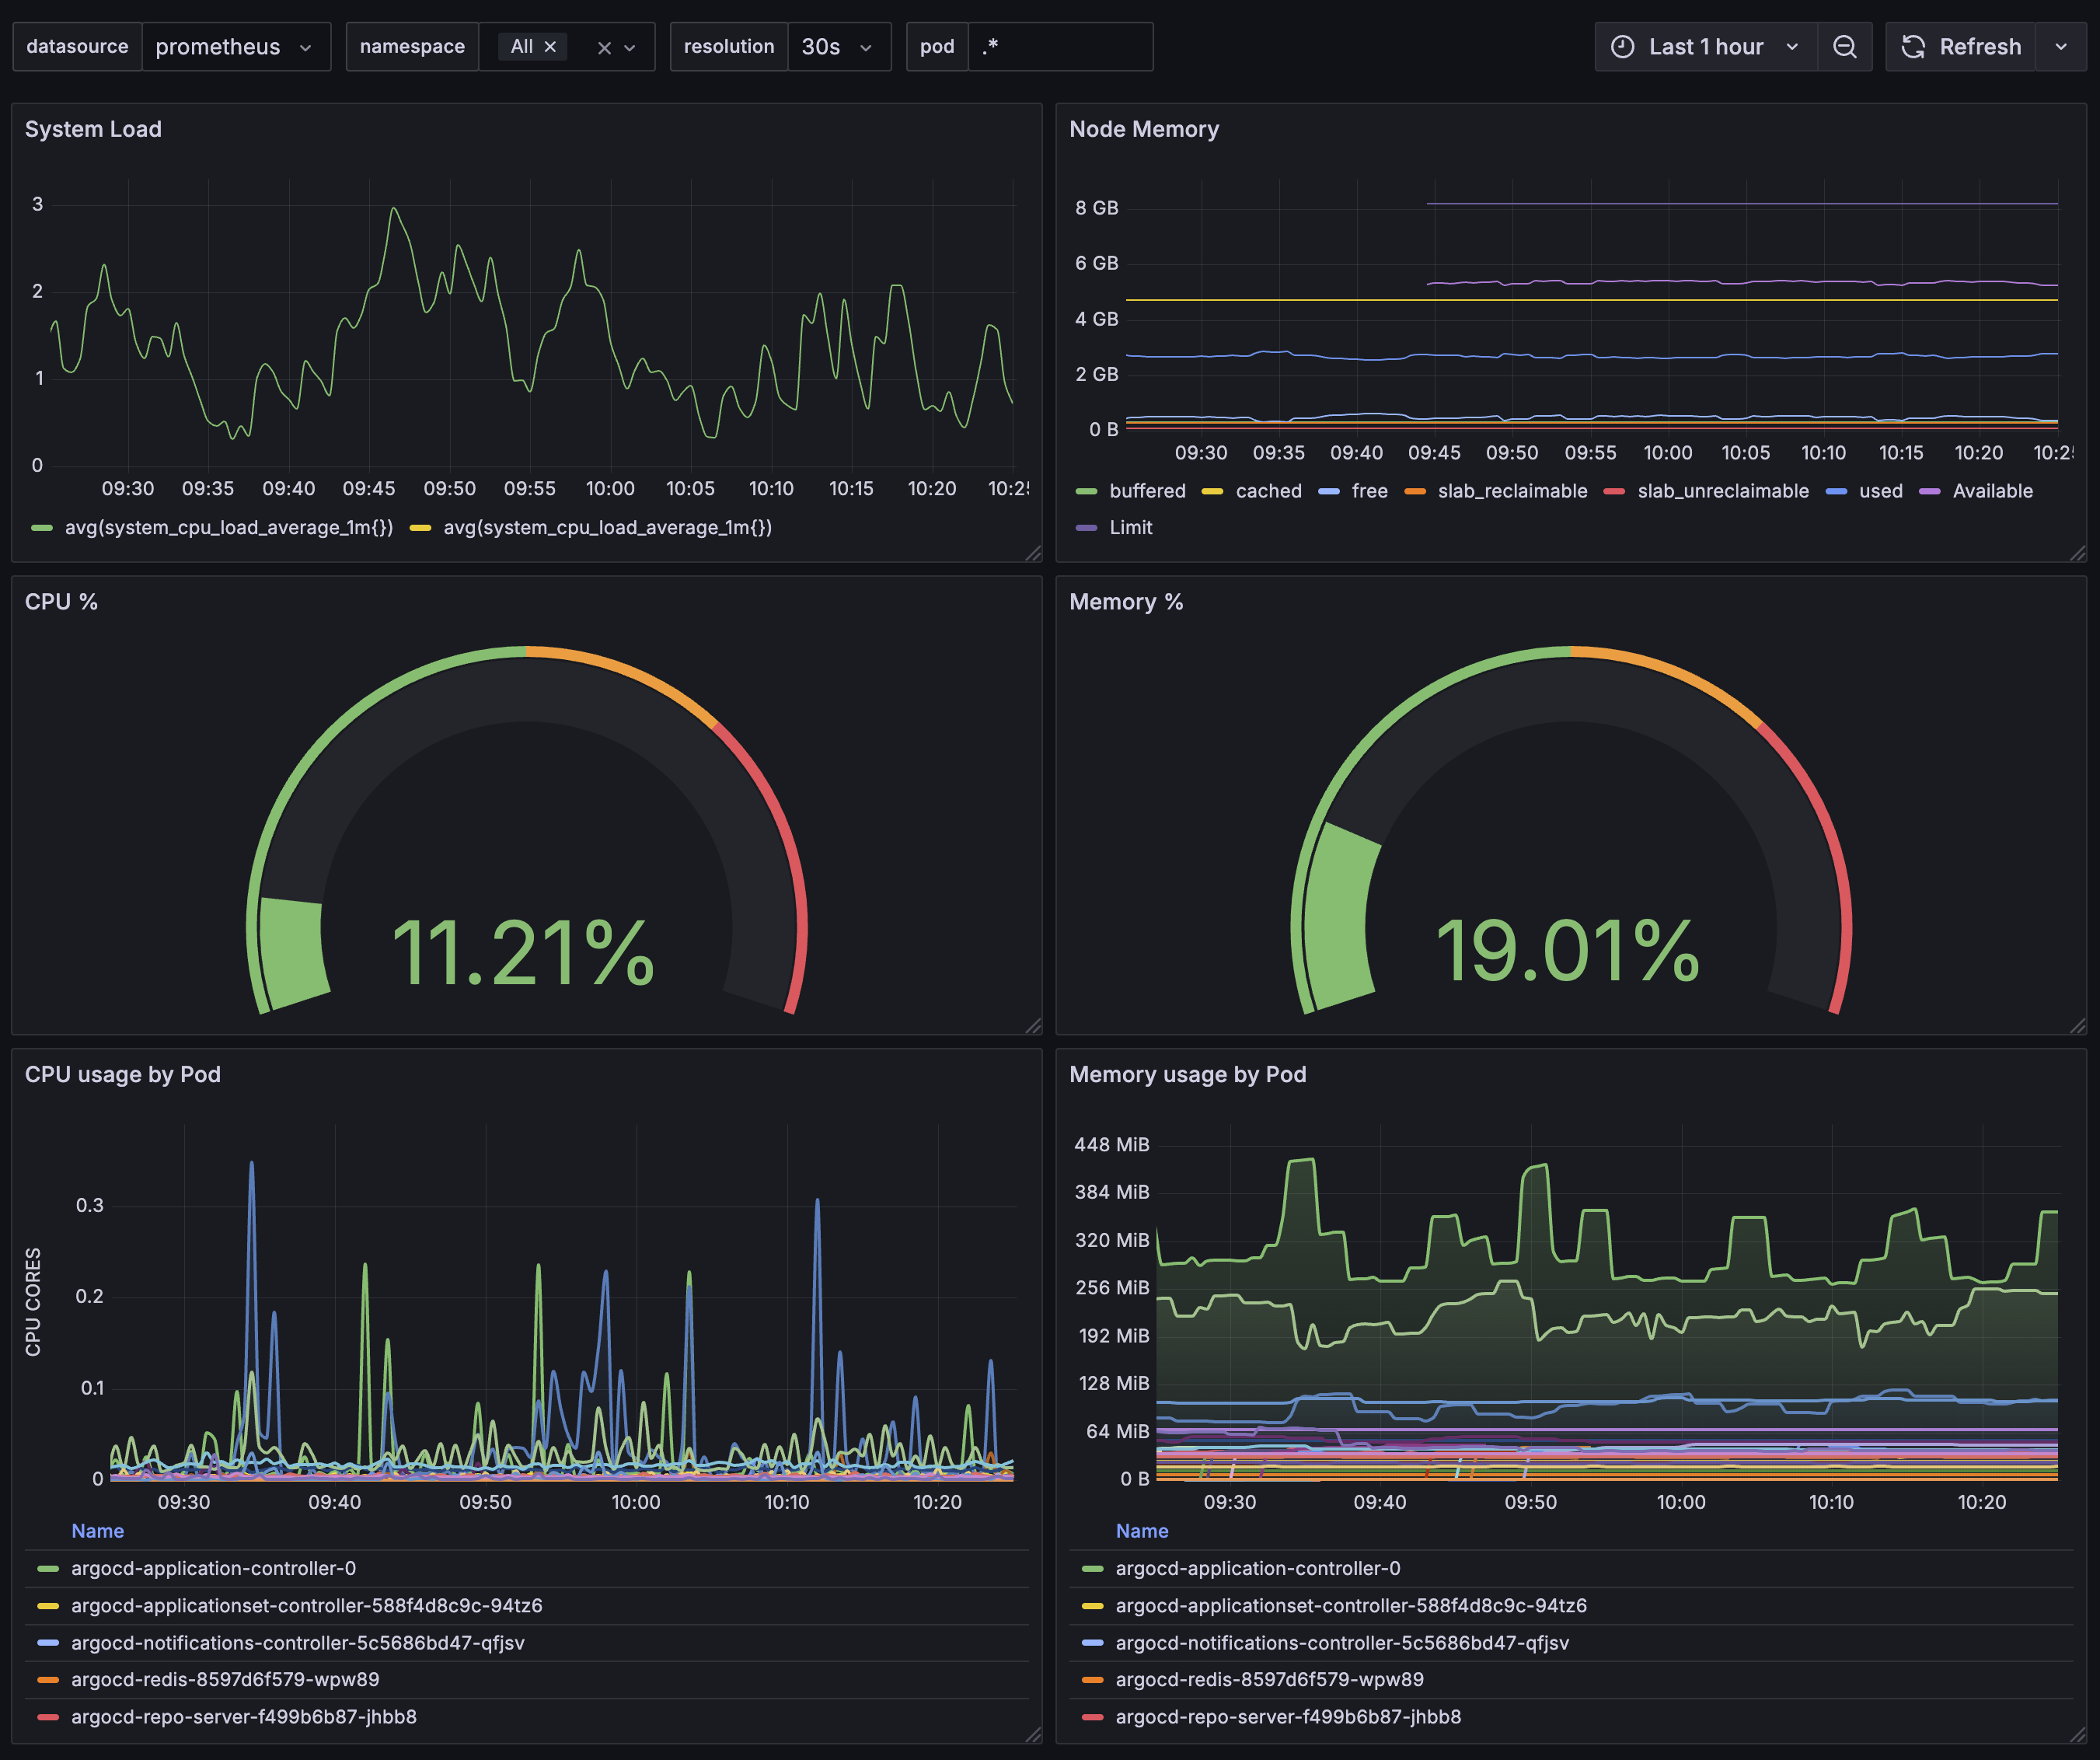 datasource prometheus namespace All resolution 30s pod .* Last 1 hour Refresh
System Load
3
2
1
0
09:30 09:35 09:40 09:45 09:50 09:55 10:00 10:05 10:10 10:15 10:20 10:25
avg(system_cpu_load_average_1m{}) avg(system_cpu_load_average_1m{})
Node Memory
8 GB
6 GB
4 GB
2 GB
0 B
09:30 09:35 09:40 09:45 09:50 09:55 10:00 10:05 10:10 10:15 10:20 10:25
buffered cached free slab_reclaimable slab_unreclaimable used Available
Limit
CPU %
11.21%
Memory %
19.01%
CPU usage by Pod
CPU CORES
0.3
0.2
0.1
0
09:30 09:40 09:50 10:00 10:10 10:20
Name
argocd-application-controller-0
argocd-applicationset-controller-588f4d8c9c-94tz6
argocd-notifications-controller-5c5686bd47-qfjsv
argocd-redis-8597d6f579-wpw89
argocd-repo-server-f499b6b87-jhbb8
Memory usage by Pod
448 MiB
384 MiB
320 MiB
256 MiB
192 MiB
128 MiB
64 MiB
0 B
09:30 09:40 09:50 10:00 10:10 10:20
Name
argocd-application-controller-0
argocd-applicationset-controller-588f4d8c9c-94tz6
argocd-notifications-controller-5c5686bd47-qfjsv
argocd-redis-8597d6f579-wpw89
argocd-repo-server-f499b6b87-jhbb8